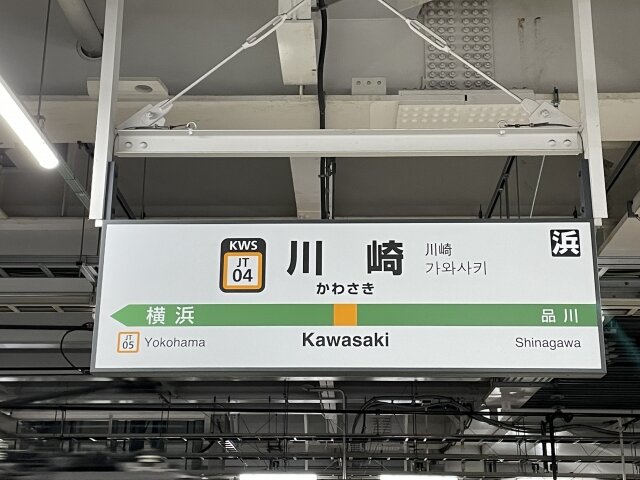 KWS
JT
04
川崎
かわさき
川崎
가와사키
浜
横浜
品川
JT
05
Yokohama
Kawasaki
Shinagawa